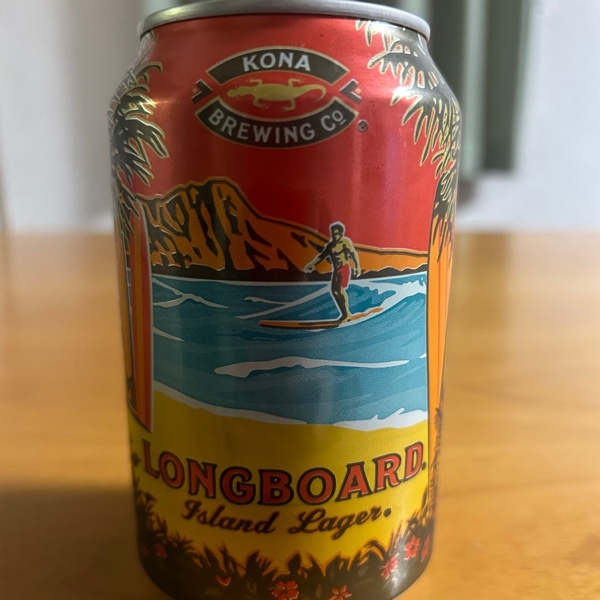 KONA
BREWING Co
®
LONGBOARD®
Island Lager®